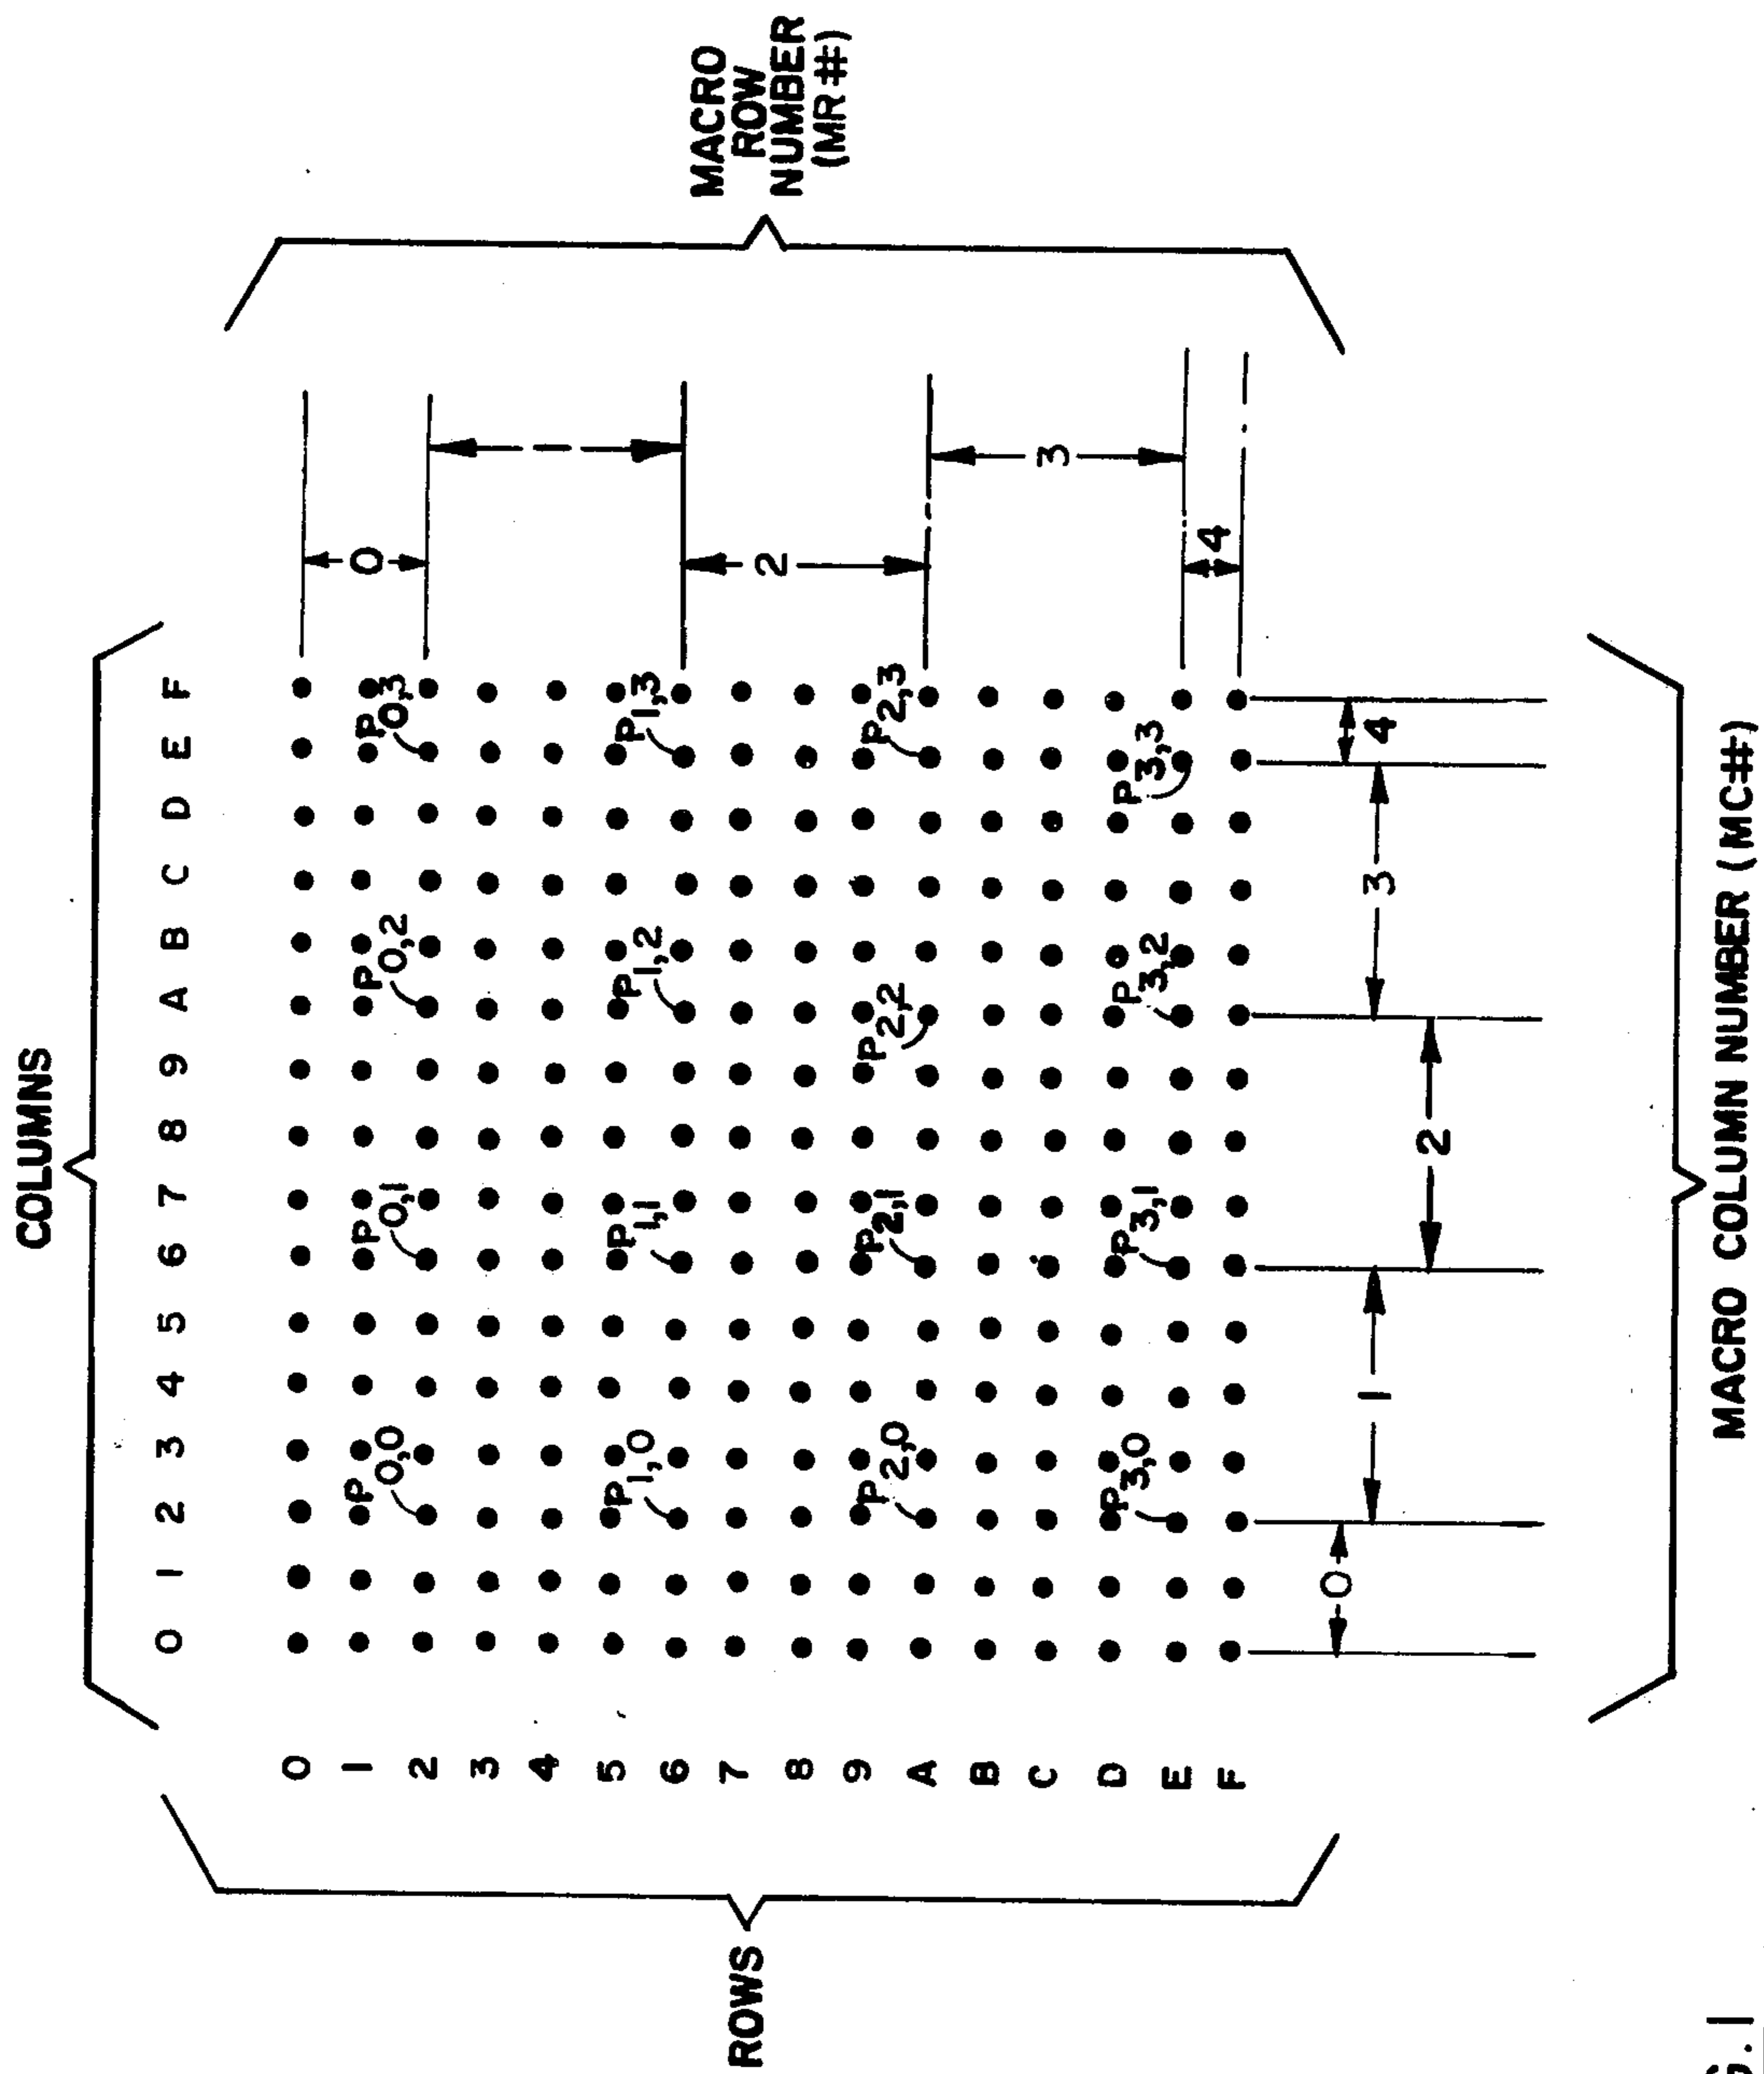 COLUMNS
0 1 2 3 4 5 6 7 8 9 A B C D E F
ROWS
0
1
2
3
4
5
6
7
8
9
A
B
C
D
E
F
P0,0 P0,1 P0,2 P0,3
P1,0 P1,1 P1,2 P1,3
P2,0 P2,1 P2,2 P2,3
P3,0 P3,1 P3,2 P3,3
0
1
2
3
4
MACRO
ROW
NUMBER
(MR#)
0 1 2 3 4
MACRO COLUMN NUMBER (MC#)
G.1